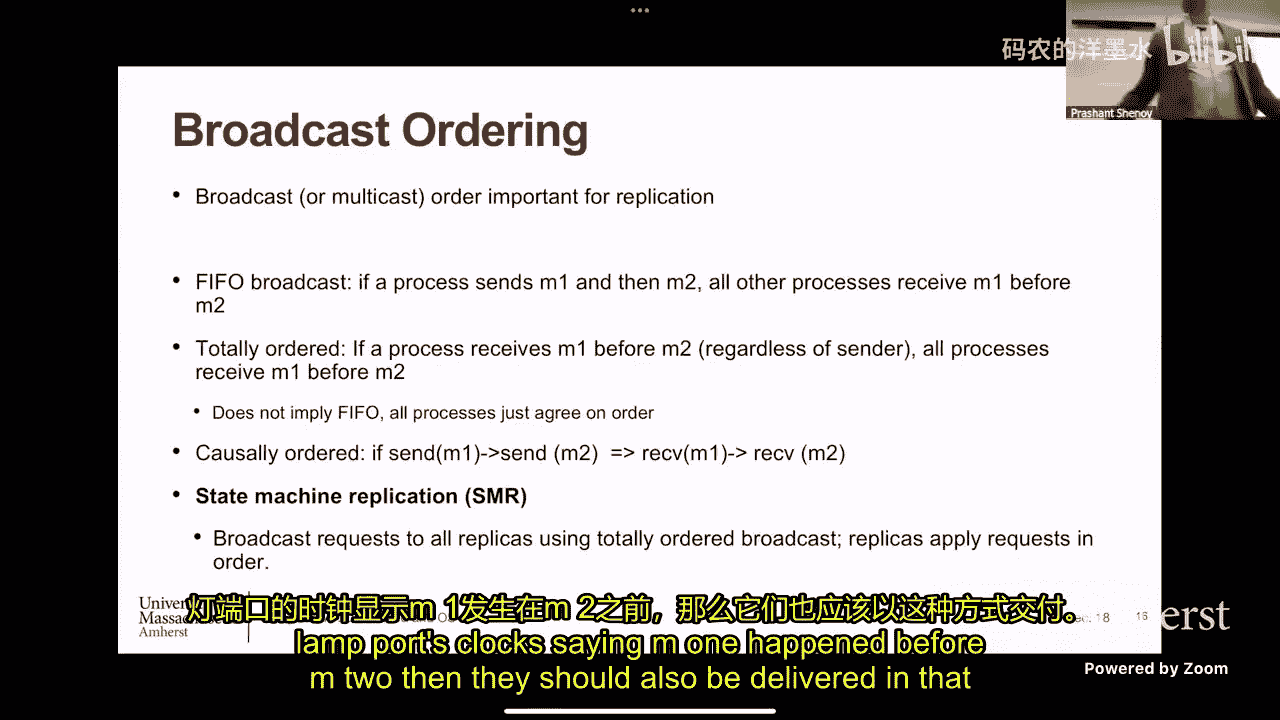 码农的洋墨水 bilibili
Prashant Shenoy
Broadcast Ordering
• Broadcast (or multicast) order important for replication
• FIFO broadcast: if a process sends m1 and then m2, all other processes receive m1 before
m2
• Totally ordered: If a process receives m1 before m2 (regardless of sender), all processes
receive m1 before m2
• Does not imply FIFO, all processes just agree on order
• Causally ordered: if send(m1)->send (m2) => recv(m1)-> recv (m2)
• State machine replication (SMR)
• Broadcast requests to all replicas using totally ordered broadcast; replicas apply requests in
order.
Massachusetts
Amherst
18
16
erst
灯端口的时钟显示m 1发生在m 2之前，那么它们也应该以这种方式交付。
lamp port's clocks saying m one happened before
m two then they should also be delivered in that
Powered by Zoom